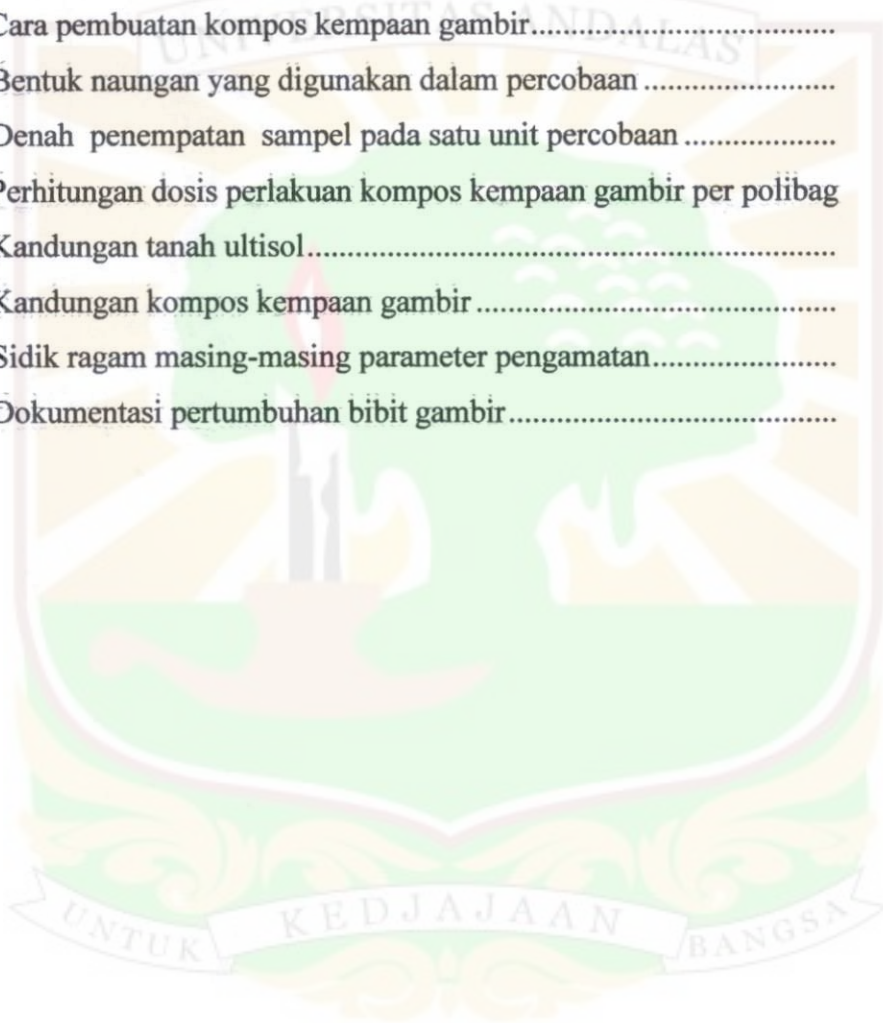 Cara pembuatan kompos kempaan gambir......................................
UNIVERSITAS ANDALAS
Bentuk naungan yang digunakan dalam percobaan ........................
Denah penempatan sampel pada satu unit percobaan ...................
Perhitungan dosis perlakuan kompos kempaan gambir per polibag
Kandungan tanah ultisol..................................................................
Kandungan kompos kempaan gambir .............................................
Sidik ragam masing-masing parameter pengamatan.......................
Dokumentasi pertumbuhan bibit gambir.........................................
UNTUK KEDJAJAAN BANGSA